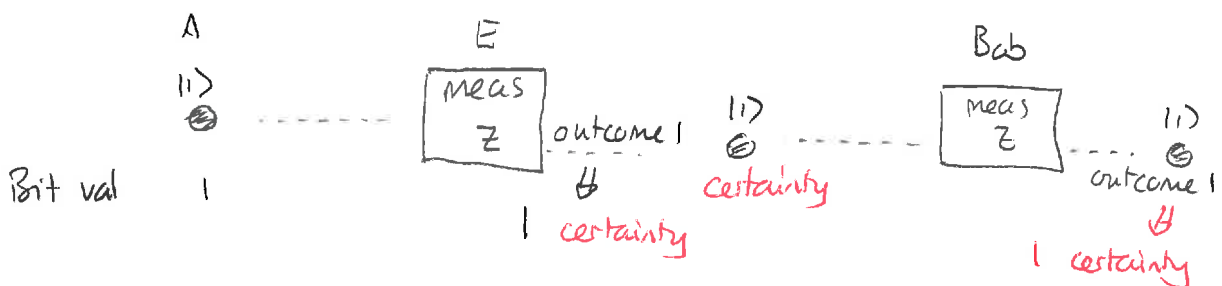 A E Bob
|1⟩ meas Z outcome 1 |1⟩ meas Z |1⟩ outcome 1
Bit val 1 ⇓ certainty ⇓
1 certainty 1 certainty